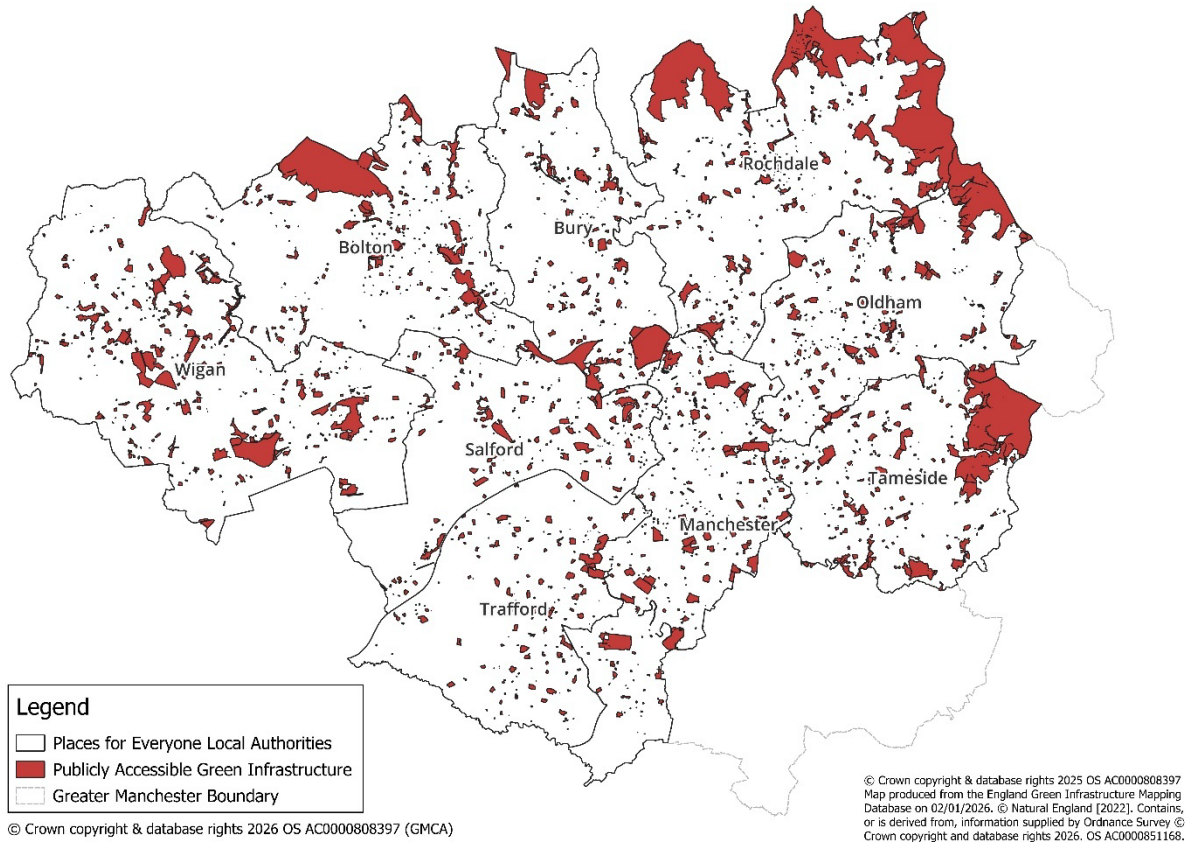 Rochdale
Bury
Bolton
Oldham
Wigan
Salford
Tameside
Manchester
Trafford
Legend
Places for Everyone Local Authorities
Publicly Accessible Green Infrastructure
Greater Manchester Boundary
© Crown copyright & database rights 2026 OS AC0000808397 (GMCA)
© Crown copyright & database rights 2025 OS AC0000808397
Map produced from the England Green Infrastructure Mapping
Database on 02/01/2026. © Natural England [2022]. Contains,
or is derived from, information supplied by Ordnance Survey ©
Crown copyright and database rights 2026. OS AC0000851168.